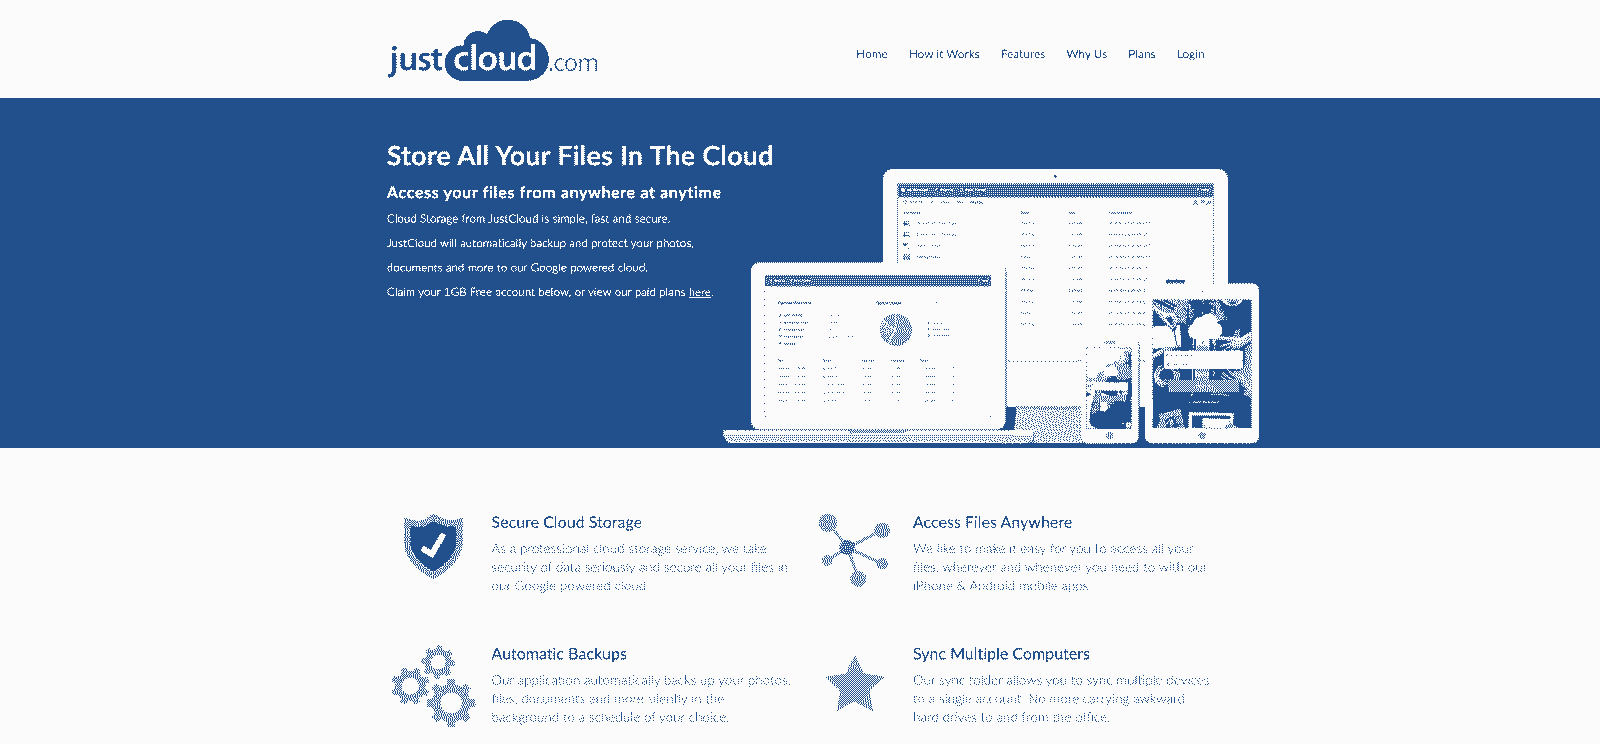 justcloud.com
Home How it Works Features Why Us Plans Login
Store All Your Files In The Cloud
Access your files from anywhere at anytime
Cloud Storage from JustCloud is simple, fast and secure.
JustCloud will automatically backup and protect your photos,
documents and more to our Google powered cloud.
Claim your 1GB Free account below, or view our paid plans here.
Secure Cloud Storage
As a professional cloud storage service, we take
security of data seriously and secure all your files in
our Google powered cloud
Access Files Anywhere
We like to make it easy for you to access all your
files, wherever and whenever you need to with our
iPhone & Android mobile apps
Automatic Backups
Our application automatically backs up your photos,
files, documents and more silently in the
background to a schedule of your choice.
Sync Multiple Computers
Our sync folder allows you to sync multiple devices
to a single account. No more carrying awkward
hard drives to and from the office.